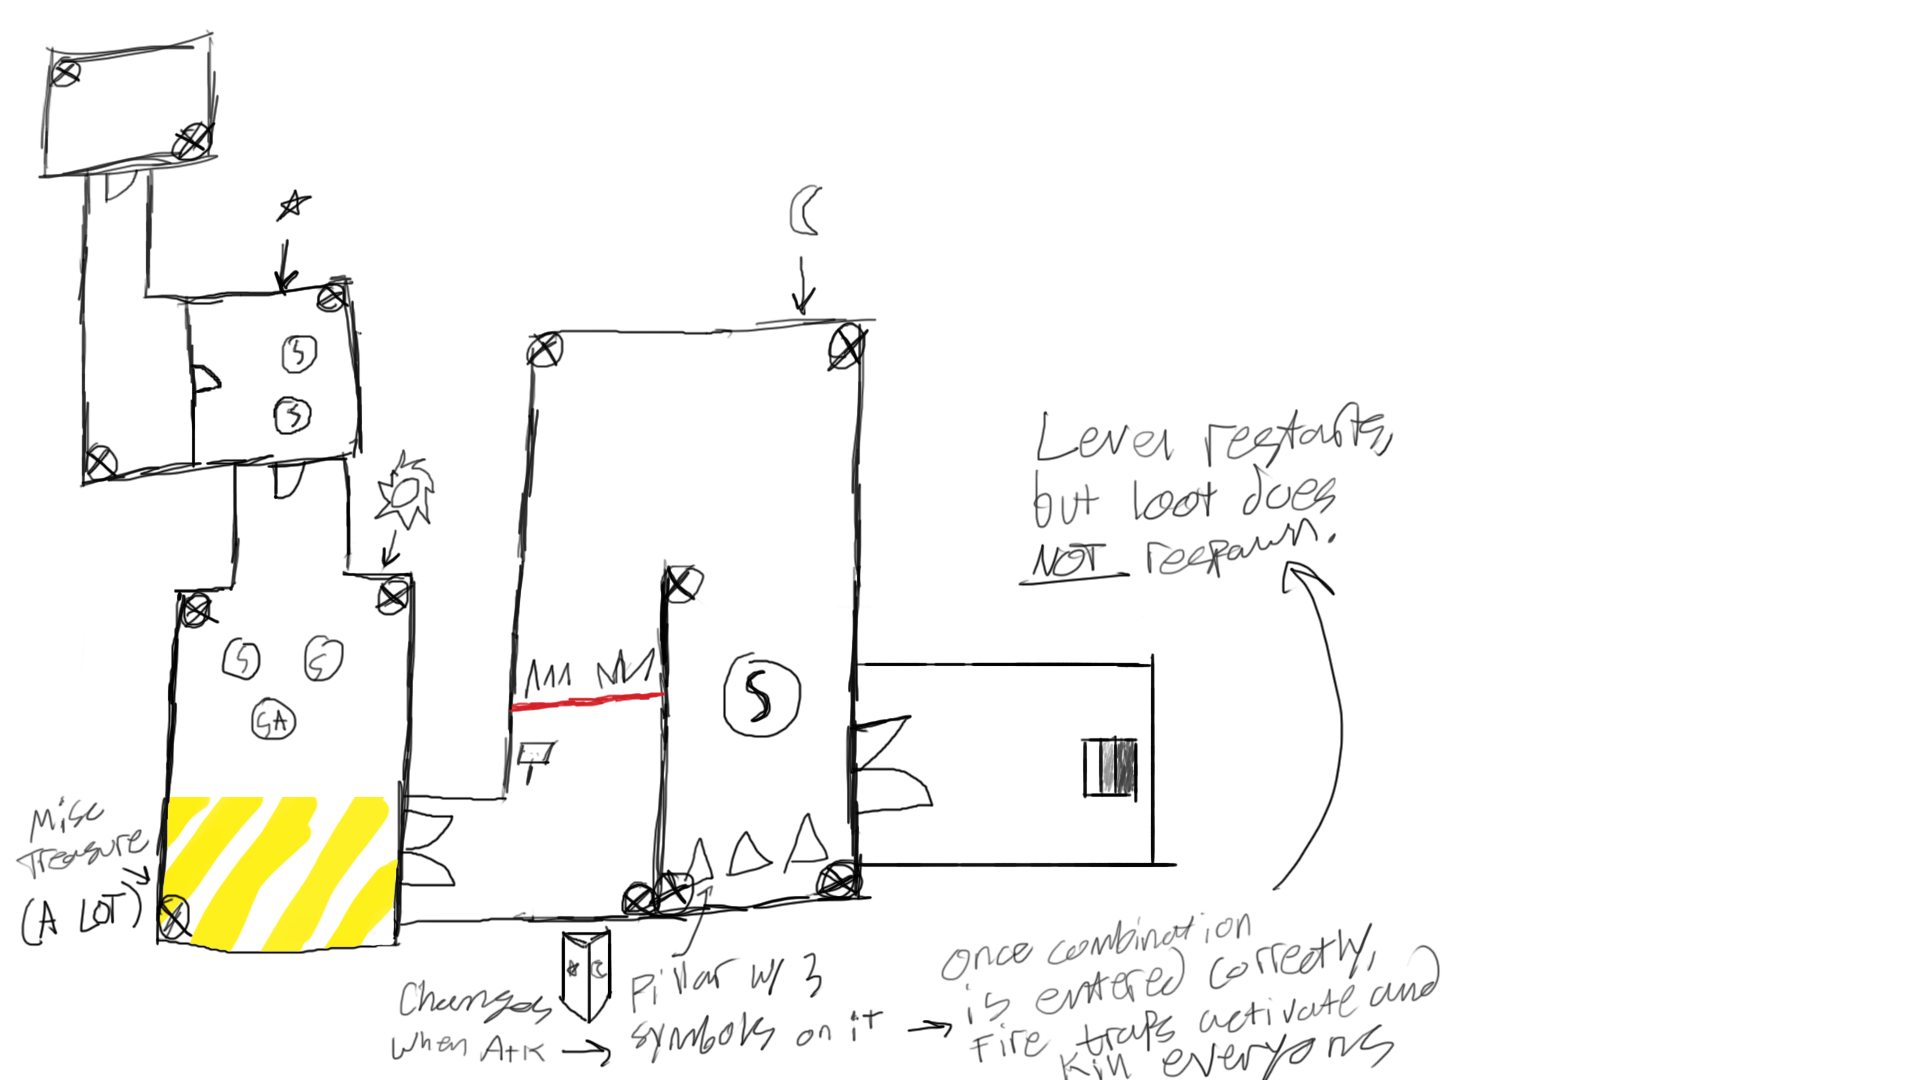 S
S
S
S
SA
S
Misc
Treasure
(A LOT)
Level restarts,
but loot does
NOT respawn.
Changes
when Atk
Pillar w/ 3
symbols on it
once combination
is entered correctly,
Fire traps activate and
Kill everyone